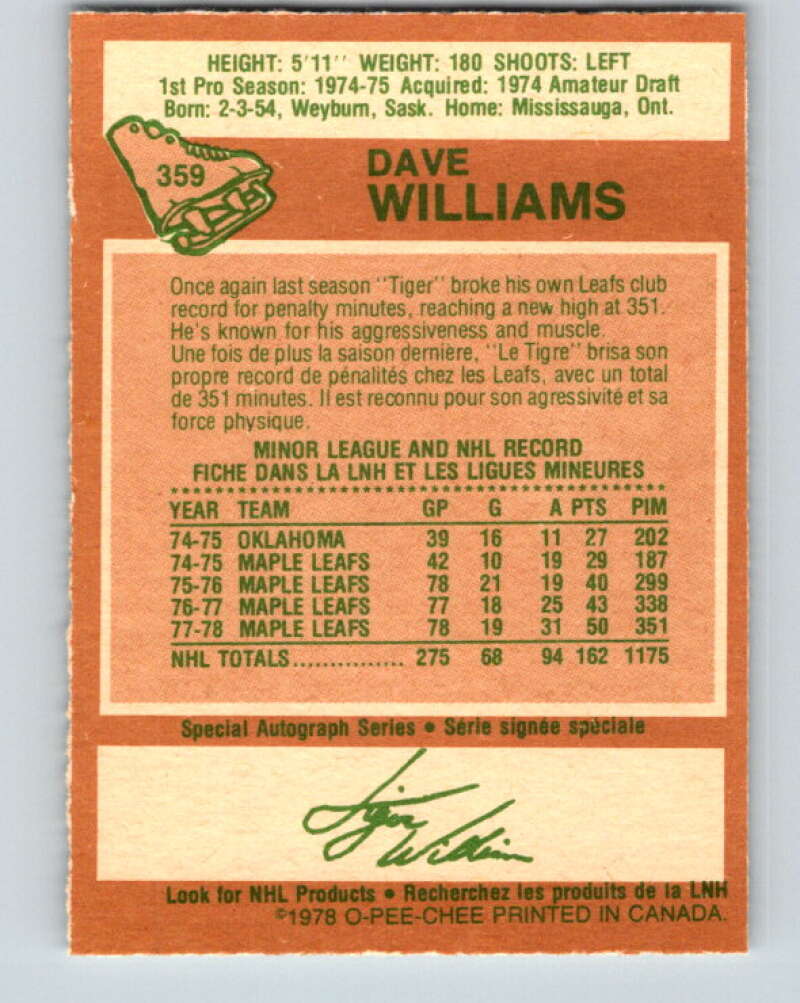 HEIGHT: 5'11'' WEIGHT: 180 SHOOTS: LEFT
1st Pro Season: 1974-75 Acquired: 1974 Amateur Draft
Born: 2-3-54, Weyburn, Sask. Home: Mississauga, Ont.
359
DAVE
WILLIAMS
Once again last season "Tiger" broke his own Leafs club
record for penalty minutes, reaching a new high at 351.
He's known for his aggressiveness and muscle.
Une fois de plus la saison dernière, "Le Tigre" brisa son
propre record de pénalités chez les Leafs, avec un total
de 351 minutes. Il est reconnu pour son agressivité et sa
force physique.
MINOR LEAGUE AND NHL RECORD
FICHE DANS LA LNH ET LES LIGUES MINEURES
YEAR TEAM GP G A PTS PIM
74-75 OKLAHOMA 39 16 11 27 202
74-75 MAPLE LEAFS 42 10 19 29 187
75-76 MAPLE LEAFS 78 21 19 40 299
76-77 MAPLE LEAFS 77 18 25 43 338
77-78 MAPLE LEAFS 78 19 31 50 351
NHL TOTALS............... 275 68 94 162 1175
Special Autograph Series • Série signée spéciale
Tiger
Williams
Look for NHL Products • Recherchez les produits de la LNH
©1978 O-PEE-CHEE PRINTED IN CANADA.